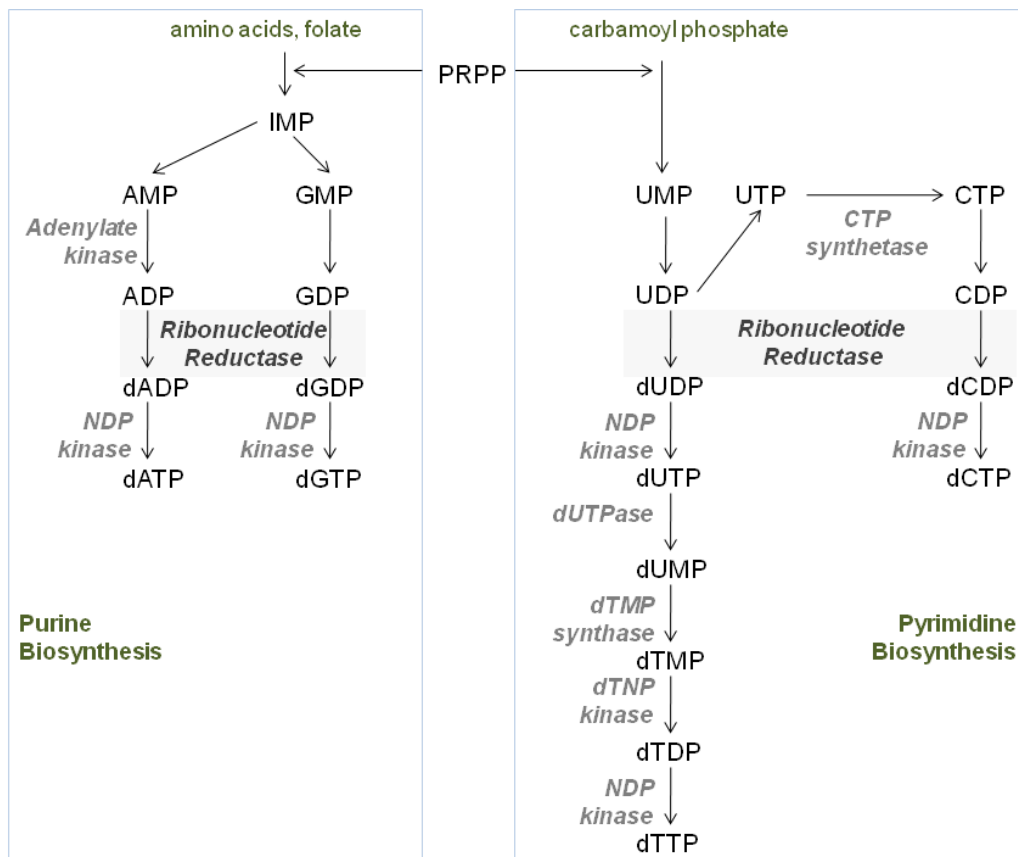 amino acids, folate
carbamoyl phosphate
PRPP
IMP
AMP
GMP
UMP
UTP
CTP
Adenylate
kinase
CTP
synthetase
ADP
GDP
UDP
CDP
Ribonucleotide
Reductase
Ribonucleotide
Reductase
dADP
dGDP
dUDP
dCDP
NDP
kinase
NDP
kinase
NDP
kinase
NDP
kinase
dATP
dGTP
dUTP
dCTP
dUTPase
dUMP
dTMP
synthase
Purine
Biosynthesis
Pyrimidine
Biosynthesis
dTMP
dTNP
kinase
dTDP
NDP
kinase
dTTP